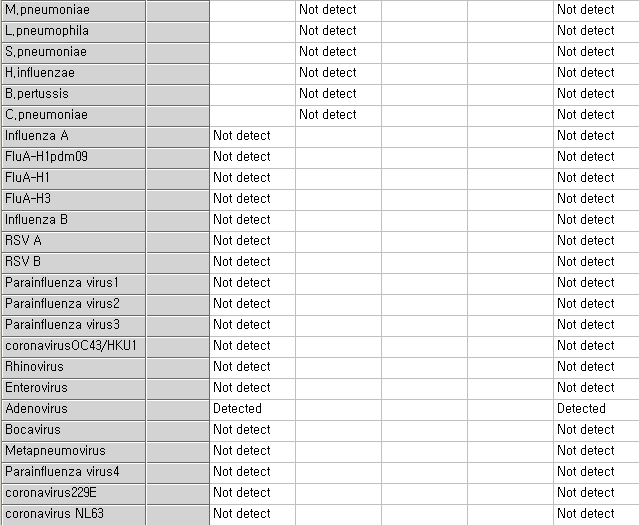 M,pneumoniae Not detect Not detect
L,pneumophila Not detect Not detect
S,pneumoniae Not detect Not detect
H,influenzae Not detect Not detect
B,pertussis Not detect Not detect
C,pneumoniae Not detect Not detect
Influenza A Not detect Not detect
FluA-H1pdm09 Not detect Not detect
FluA-H1 Not detect Not detect
FluA-H3 Not detect Not detect
Influenza B Not detect Not detect
RSV A Not detect Not detect
RSV B Not detect Not detect
Parainfluenza virus1 Not detect Not detect
Parainfluenza virus2 Not detect Not detect
Parainfluenza virus3 Not detect Not detect
coronavirusOC43/HKU1 Not detect Not detect
Rhinovirus Not detect Not detect
Enterovirus Not detect Not detect
Adenovirus Detected Detected
Bocavirus Not detect Not detect
Metapneumovirus Not detect Not detect
Parainfluenza virus4 Not detect Not detect
coronavirus229E Not detect Not detect
coronavirus NL63 Not detect Not detect